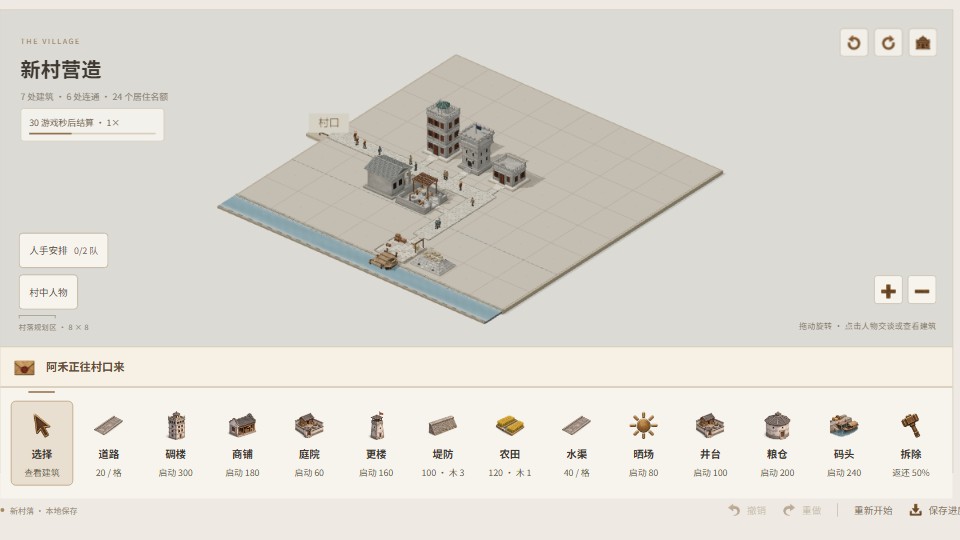 THE VILLAGE
新村营造
7 处建筑 · 6 处连通 · 24 个居住名额
30 游戏秒后结算 · 1×
村口
人手安排 0/2 队
村中人物
村落规划区 · 8 × 8
拖动旋转 · 点击人物交谈或查看建筑
阿禾正往村口来
选择
查看建筑
道路
20 / 格
碉楼
启动 300
商铺
启动 180
庭院
启动 60
更楼
启动 160
堤防
100 · 木 3
农田
120 · 木 1
水渠
40 / 格
晒场
启动 80
井台
启动 100
粮仓
启动 200
码头
启动 240
拆除
返还 50%
新村落 · 本地保存
撤销
重做
重新开始
保存进